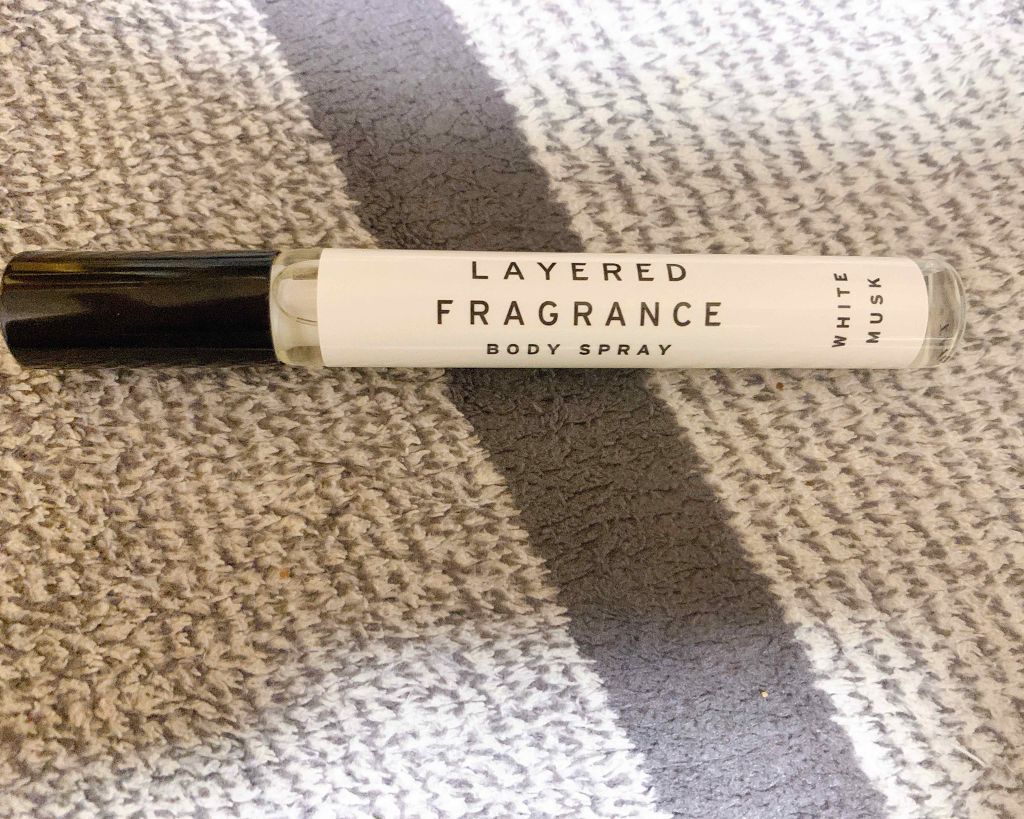 LAYERED
FRAGRANCE
BODY SPRAY
WHITE
MUSK